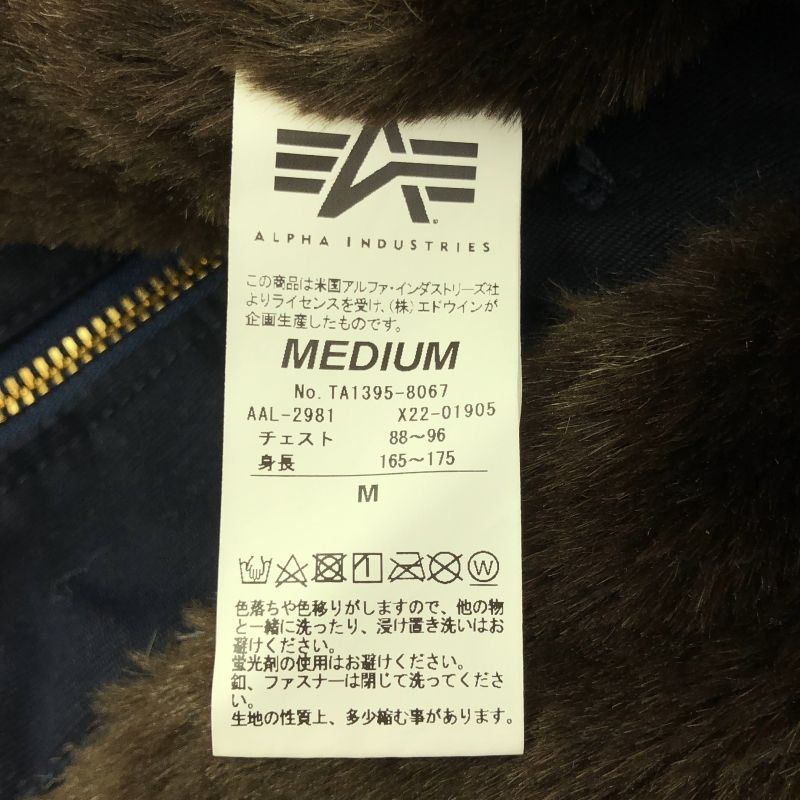 ALPHA INDUSTRIES
この商品は米国アルファ・インダストリーズ社
よりライセンスを受け、(株)エドウインが
企画生産したものです。
MEDIUM
No. TA1395-8067
AAL-2981 X22-01905
チェスト 88～96
身長 165～175
M
W
色落ちや色移りがしますので、他の物
と一緒に洗ったり、浸け置き洗いはお
避けください。
蛍光剤の使用はお避けください。
釦、ファスナーは閉じて洗ってくださ
い。
生地の性質上、多少縮む事があります。